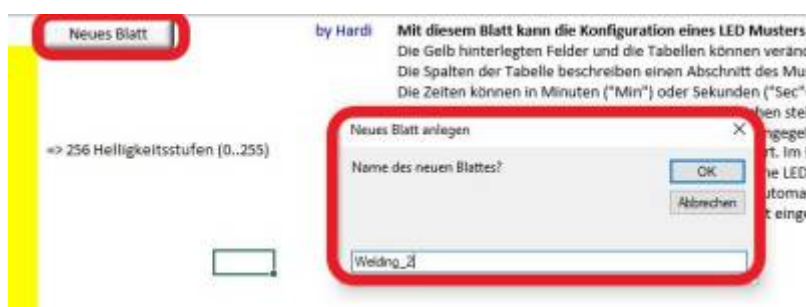 Neues Blatt
by Hardi
Mit diesem Blatt kann die Konfiguration eines LED Musters
Die Gelb hinterlegten Felder und die Tabellen können
Die Spalten der Tabelle beschreiben einen Abschnitt des
Die Zeiten können in Minuten ("Min") oder Sekunden ("Sec"
=> 256 Helligkeitsstufen (0..255)
Neues Blatt anlegen
Name des neuen Blattes?
OK
Abbrechen
Welding_2